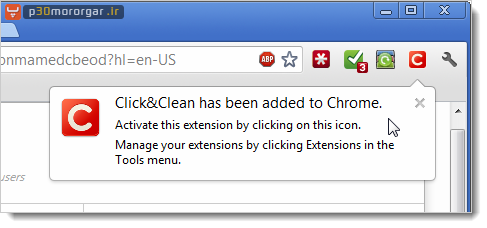 p30mororgar.ir
onmamedcbeod?hl=en-US
ABP
3
C
Click&Clean has been added to Chrome.
C
Activate this extension by clicking on this icon.
Manage your extensions by clicking Extensions in the
Tools menu.
users